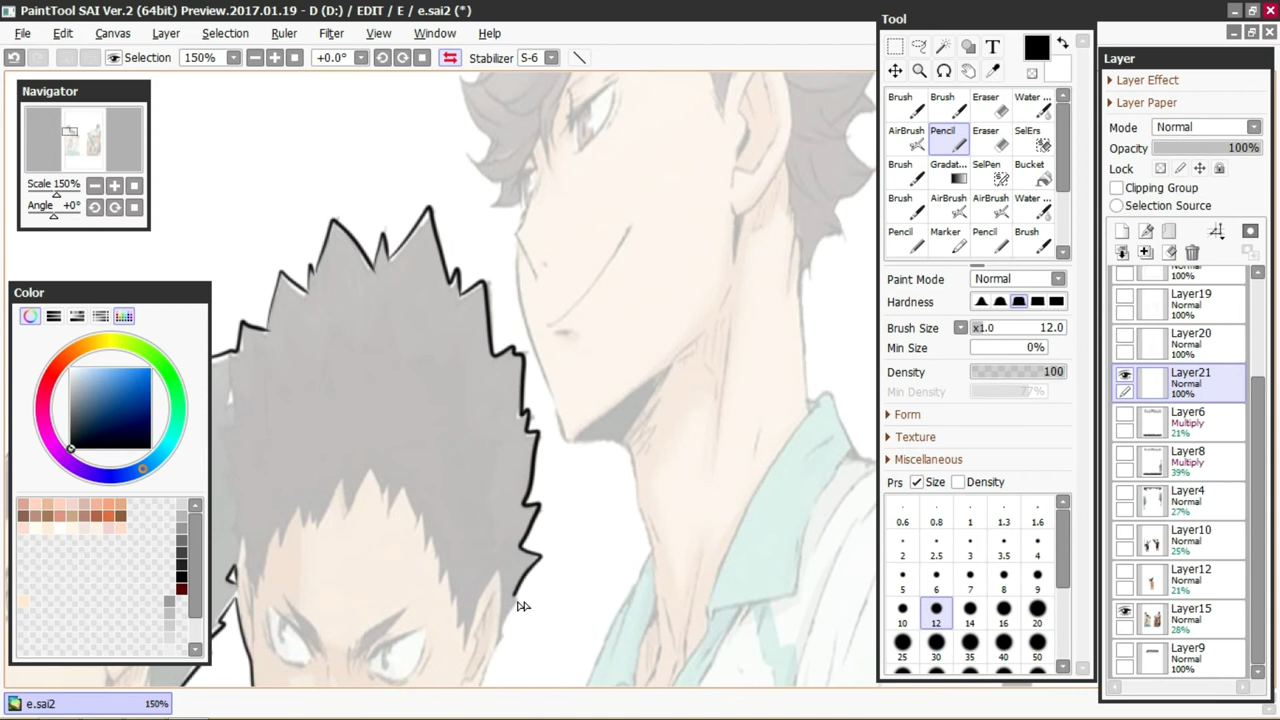 PaintTool SAI Ver.2 (64bit) Preview.2017.01.19 - D (D:) / EDIT / E / e.sai2 (*)
File Edit Canvas Layer Selection Ruler Filter View Window Help
Selection 150% +0.0° Stabilizer S-6
Navigator
Scale 150%
Angle +0°
Color
Tool
T
Brush Brush Eraser Water ...
AirBrush Pencil Eraser SelErs
Brush Gradat... SelPen Bucket
Brush AirBrush AirBrush Water ...
Pencil Marker Pencil Brush
Paint Mode Normal
Hardness
Brush Size x1.0 12.0
Min Size 0%
Density 100
Min Density 77%
Form
Texture
Miscellaneous
Prs Size Density
0.6 0.8 1 1.3 1.6
2 2.5 3 3.5 4
5 6 7 8 9
10 12 14 16 20
25 30 35 40 50
Layer
Layer Effect
Layer Paper
Mode Normal
Opacity 100%
Lock
Clipping Group
Selection Source
100%
Layer19
Normal
100%
Layer20
Normal
100%
Layer21
Normal
100%
Layer6
Multiply
21%
Layer8
Multiply
39%
Layer4
Normal
27%
Layer10
Normal
25%
Layer12
Normal
21%
Layer15
Normal
28%
Layer9
Normal
100%
e.sai2 150%